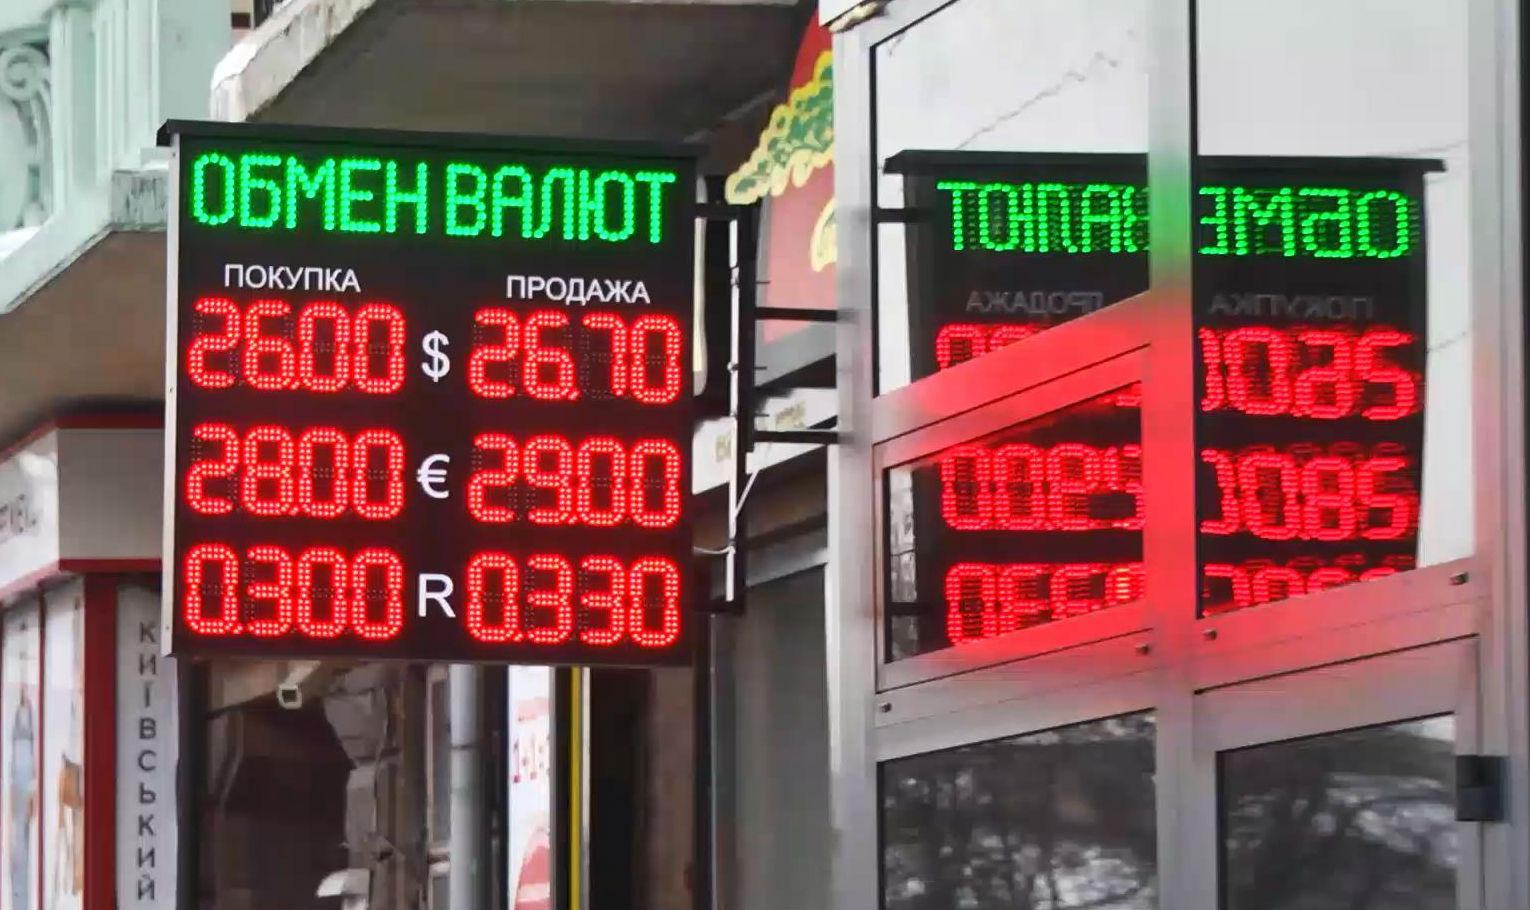 ОБМЕН ВАЛЮТ
ПОКУПКА ПРОДАЖА
26.00 $ 26.70
28.00 € 29.00
0.300 R 0.330
КИЇВСЬКИЙ